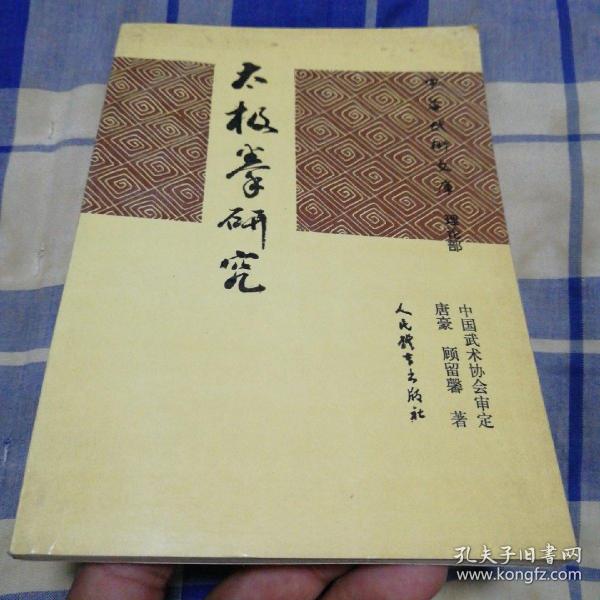 太极拳研究
中华武术文库 理论部
中国武术协会审定
唐豪 顾留馨 著
人民体育出版社
孔夫子旧书网
www.kongfz.com